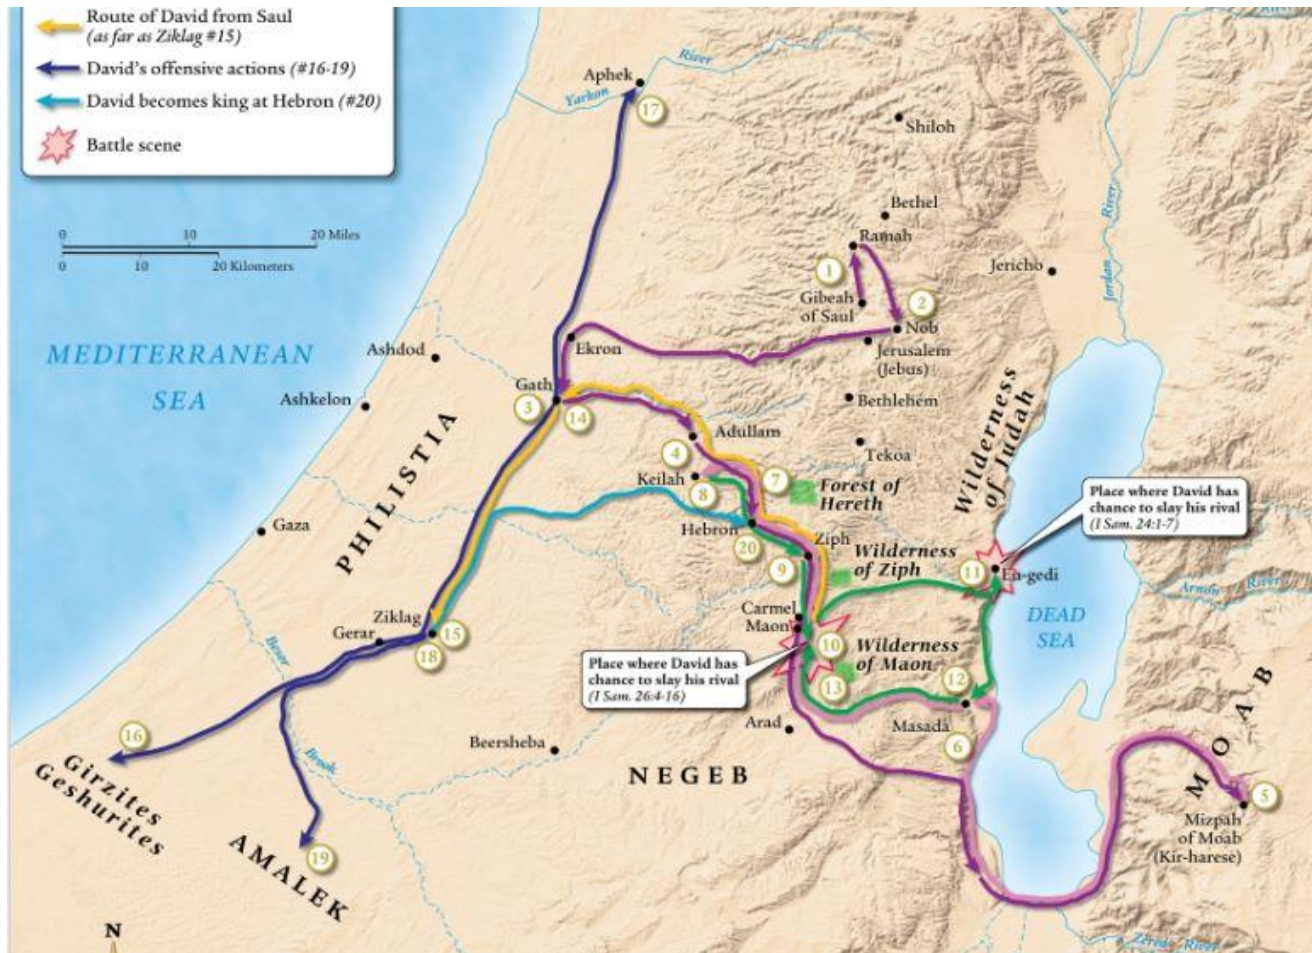 Route of David from Saul
(as far as Ziklag #15)
David's offensive actions (#16-19)
David becomes king at Hebron (#20)
Battle scene
0 10 20 Miles
0 10 20 Kilometers
MEDITERRANEAN
SEA
Aphek
Yarkon
River
17
Shiloh
Bethel
Ramah
1
Gibeah
of Saul
2
Nob
Jericho
Jordan
River
Jerusalem
(Jebus)
Ekron
Ashdod
Ashkelon
Gath
3
14
Bethlehem
Adullam
4
Tekoa
Keilah
8
7
Forest of
Hereth
Wilderness
of Judah
Place where David has
chance to slay his rival
(I Sam. 24:1-7)
PHILISTIA
Gaza
Hebron
20
Ziph
9
Wilderness
of Ziph
11
En-gedi
Arnon
River
DEAD
SEA
Carmel
Maon
10
Wilderness
of Maon
13
Place where David has
chance to slay his rival
(I Sam. 26:4-16)
12
Masada
6
Ziklag
Gerar
15
18
Besor
Brook
Arad
Beersheba
NEGEB
MOAB
5
Mizpah
of Moab
(Kir-harese)
16
Girzites
Geshurites
AMALEK
19
N
Zered River